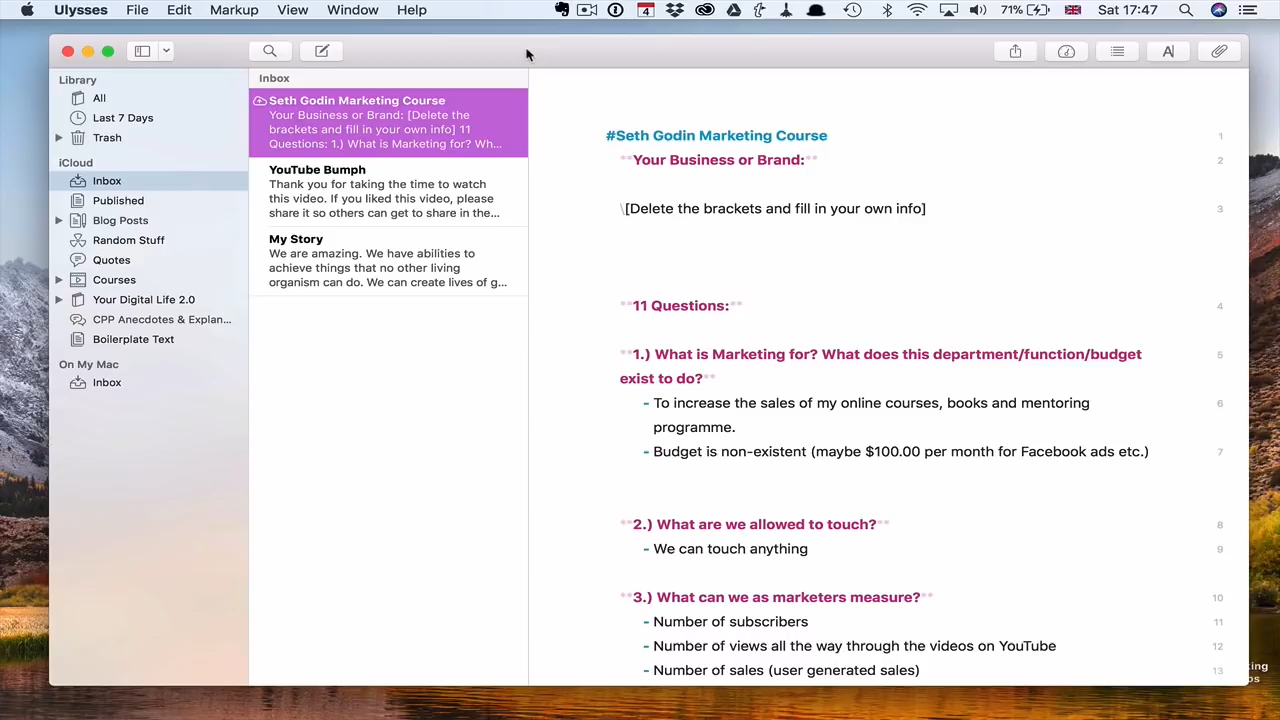 Ulysses File Edit Markup View Window Help
4 71% Sat 17:47
Library
All
Last 7 Days
Trash
iCloud
Inbox
Published
Blog Posts
Random Stuff
Quotes
Courses
Your Digital Life 2.0
CPP Anecdotes & Explan...
Boilerplate Text
On My Mac
Inbox
Inbox
Seth Godin Marketing Course
Your Business or Brand: [Delete the
brackets and fill in your own info] 11
Questions: 1.) What is Marketing for? Wh...
YouTube Bumph
Thank you for taking the time to watch
this video. If you liked this video, please
share it so others can get to share in the...
My Story
We are amazing. We have abilities to
achieve things that no other living
organism can do. We can create lives of g...
A
#Seth Godin Marketing Course 1
**Your Business or Brand:** 2
\[Delete the brackets and fill in your own info] 3
**11 Questions:** 4
**1.) What is Marketing for? What does this department/function/budget 5
exist to do?**
- To increase the sales of my online courses, books and mentoring 6
programme.
- Budget is non-existent (maybe $100.00 per month for Facebook ads etc.) 7
**2.) What are we allowed to touch?** 8
- We can touch anything 9
**3.) What can we as marketers measure?** 10
- Number of subscribers 11
- Number of views all the way through the videos on YouTube 12
- Number of sales (user generated sales) 13